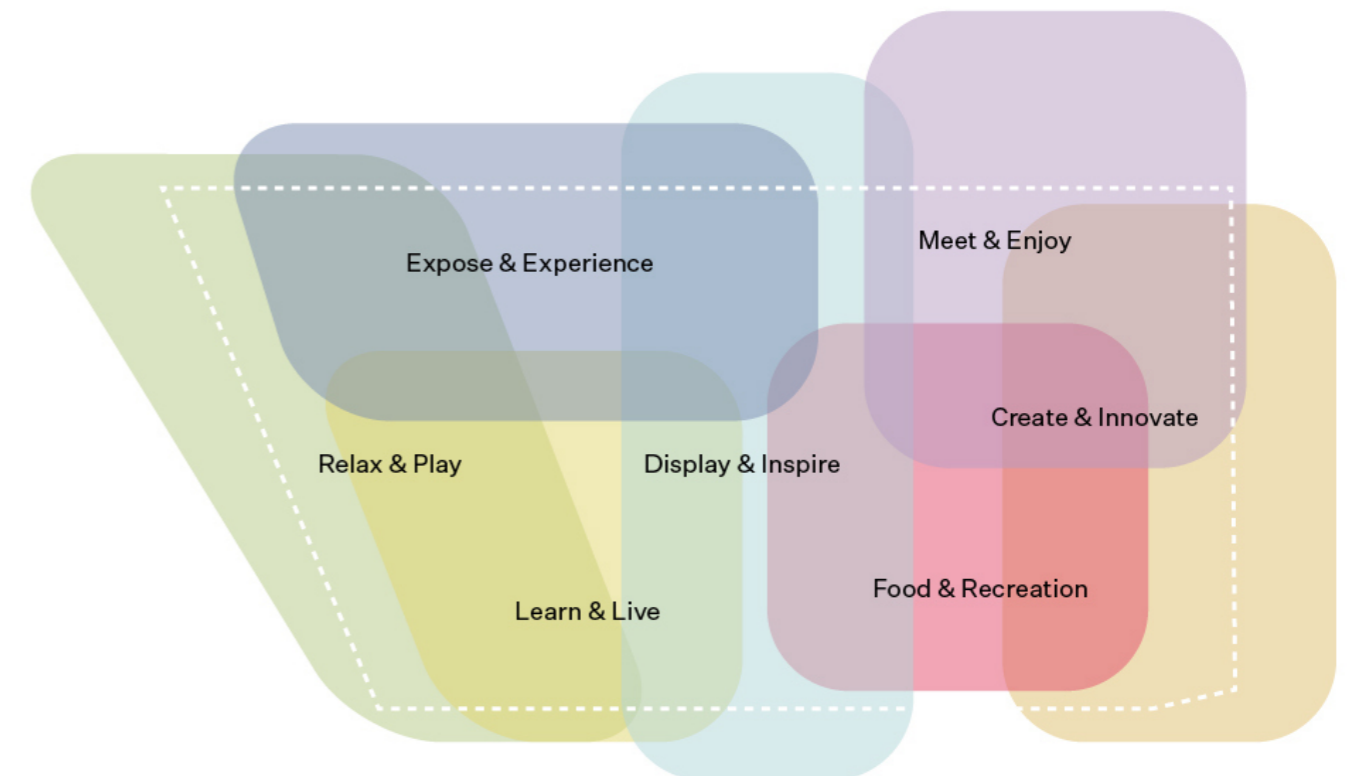 Meet & Enjoy
Expose & Experience
Create & Innovate
Relax & Play
Display & Inspire
Food & Recreation
Learn & Live